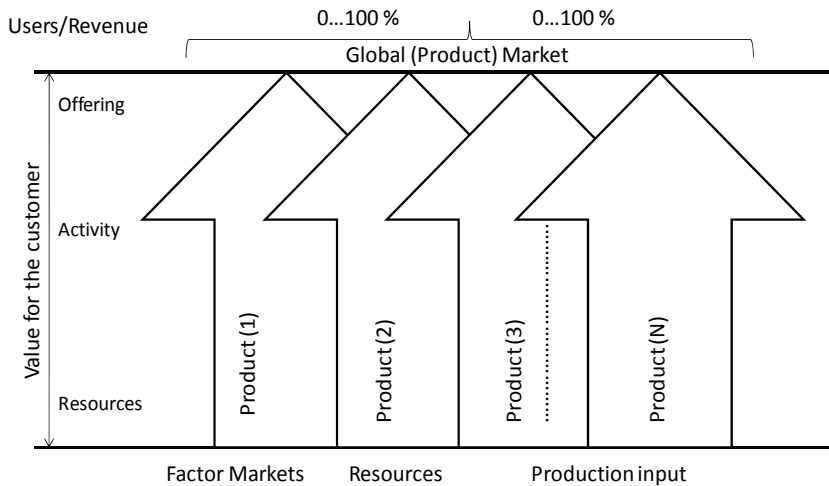 0...100 % 0...100 %
Users/Revenue
Global (Product) Market
Offering
Value for the customer
Activity
Resources
Product (1)
Product (2)
Product (3)
Product (N)
Factor Markets Resources Production input